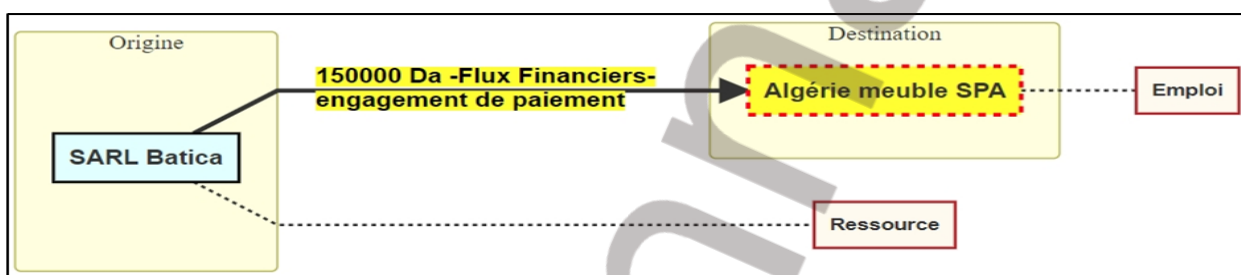 Origine
Destination
150000 Da -Flux Financiers-
engagement de paiement
Algérie meuble SPA
Emploi
SARL Batica
Ressource